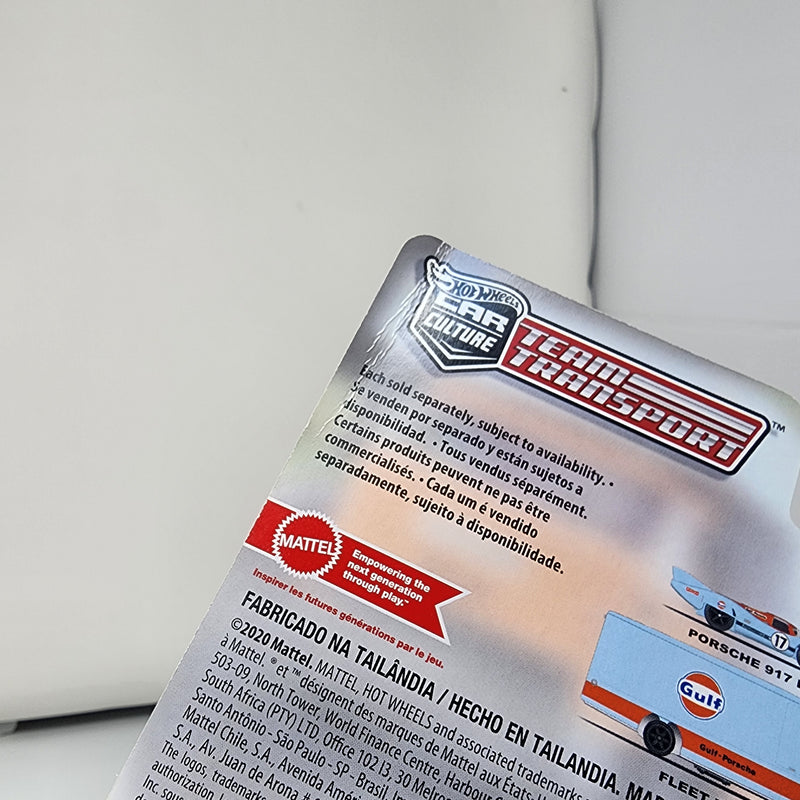 HOT WHEELS
CAR
CULTURE
TEAM
TRANSPORT™
Each sold separately, subject to availability. •
Se venden por separado y están sujetos a
disponibilidad. • Tous vendus séparément.
Certains produits peuvent ne pas être
commercialisés. • Cada um é vendido
separadamente, sujeito à disponibilidade.
MATTEL
Empowering the
next generation
through play.™
Inspirer les futures générations par le jeu.
17
PORSCHE 917
Gulf
Gulf-Porsche
FLEET
FABRICADO NA TAILÂNDIA / HECHO EN TAILANDIA.
©2020 Mattel. MATTEL, HOT WHEELS and associated trademarks
à Mattel. ® et ™ désignent des marques de Mattel aux États-
503-09, North Tower, World Finance Centre, Harbour
South Africa (PTY) LTD, Office 102 I3, 30
Santo Antônio - São Paulo - SP - Brasil.
Mattel Chile, S.A., Avenida
S.A., Av. Juan de Arona #
The logos,
authorization.
Inc.